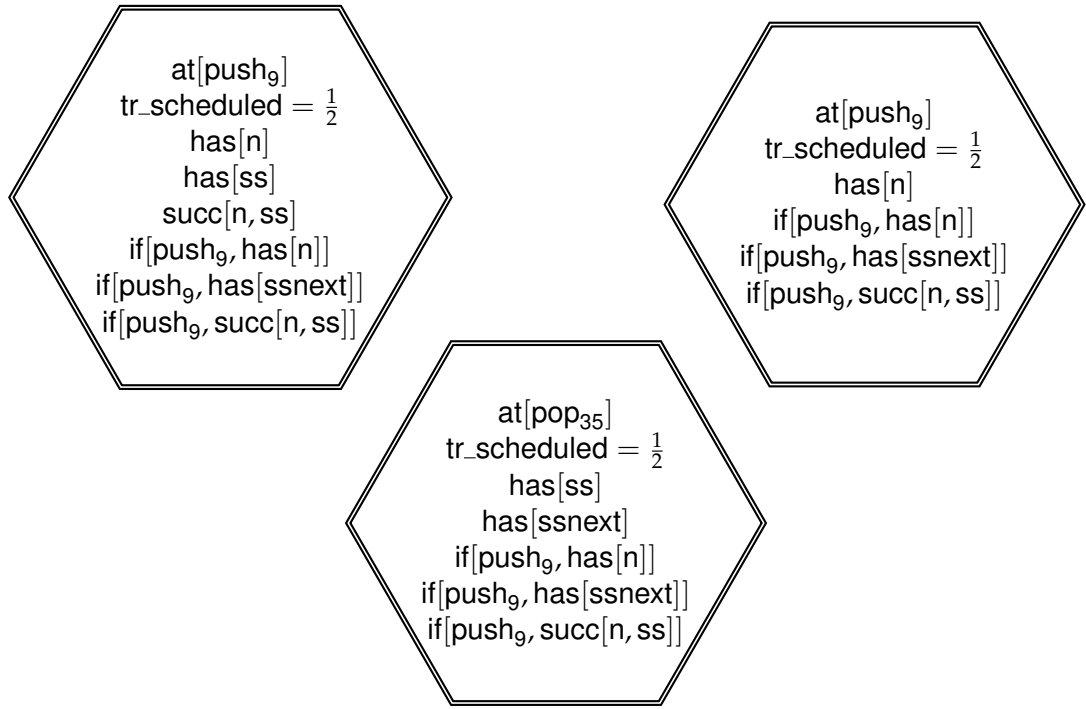 at[push₉]
tr_scheduled = ½
has[n]
has[ss]
succ[n, ss]
if[push₉, has[n]]
if[push₉, has[ssnext]]
if[push₉, succ[n, ss]]
at[push₉]
tr_scheduled = ½
has[n]
if[push₉, has[n]]
if[push₉, has[ssnext]]
if[push₉, succ[n, ss]]
at[pop₃₅]
tr_scheduled = ½
has[ss]
has[ssnext]
if[push₉, has[n]]
if[push₉, has[ssnext]]
if[push₉, succ[n, ss]]